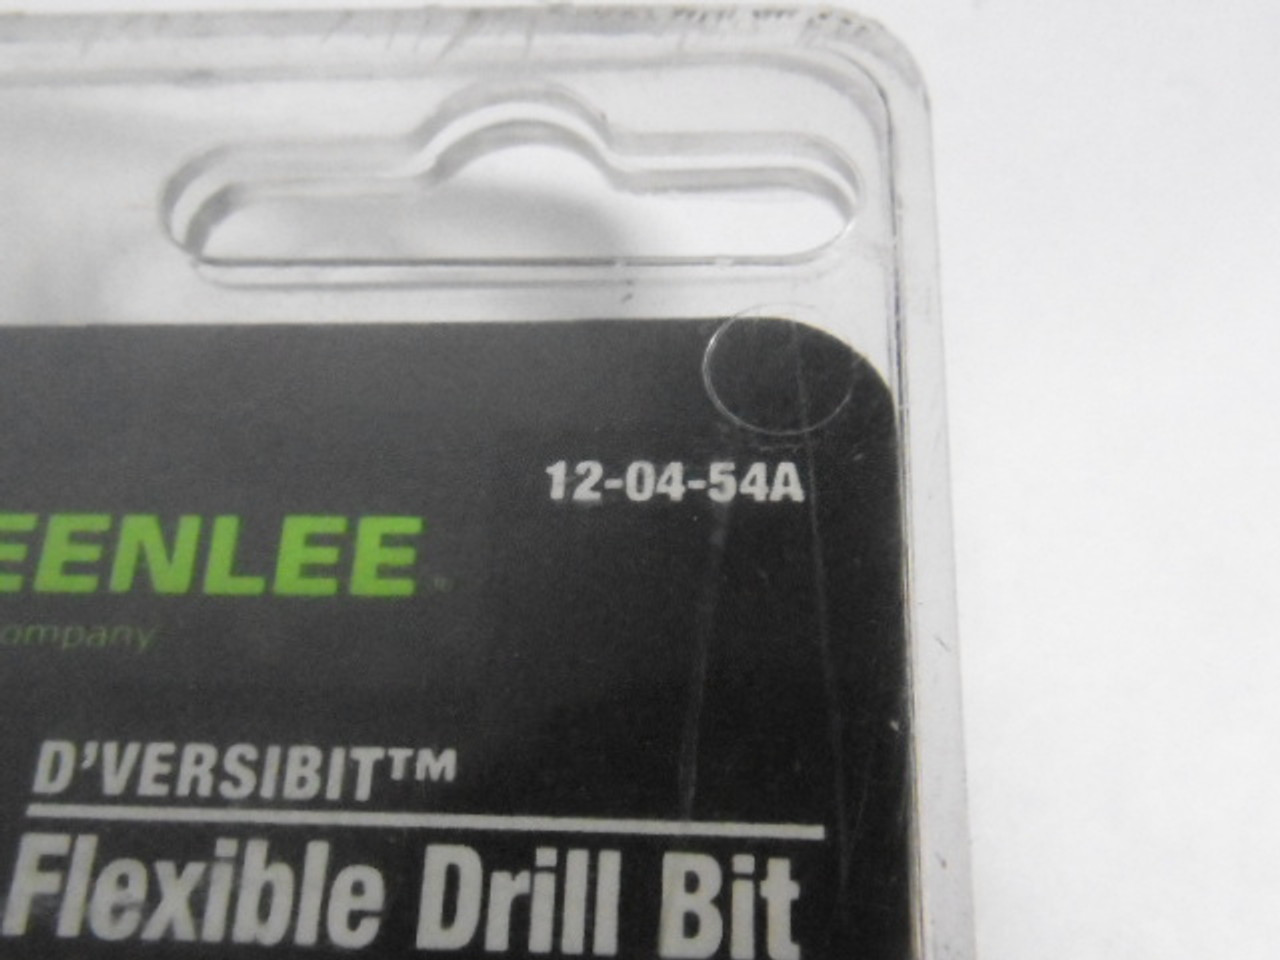 12-04-54A
EENLEE
ompany
D'VERSIBIT™
Flexible Drill Bit